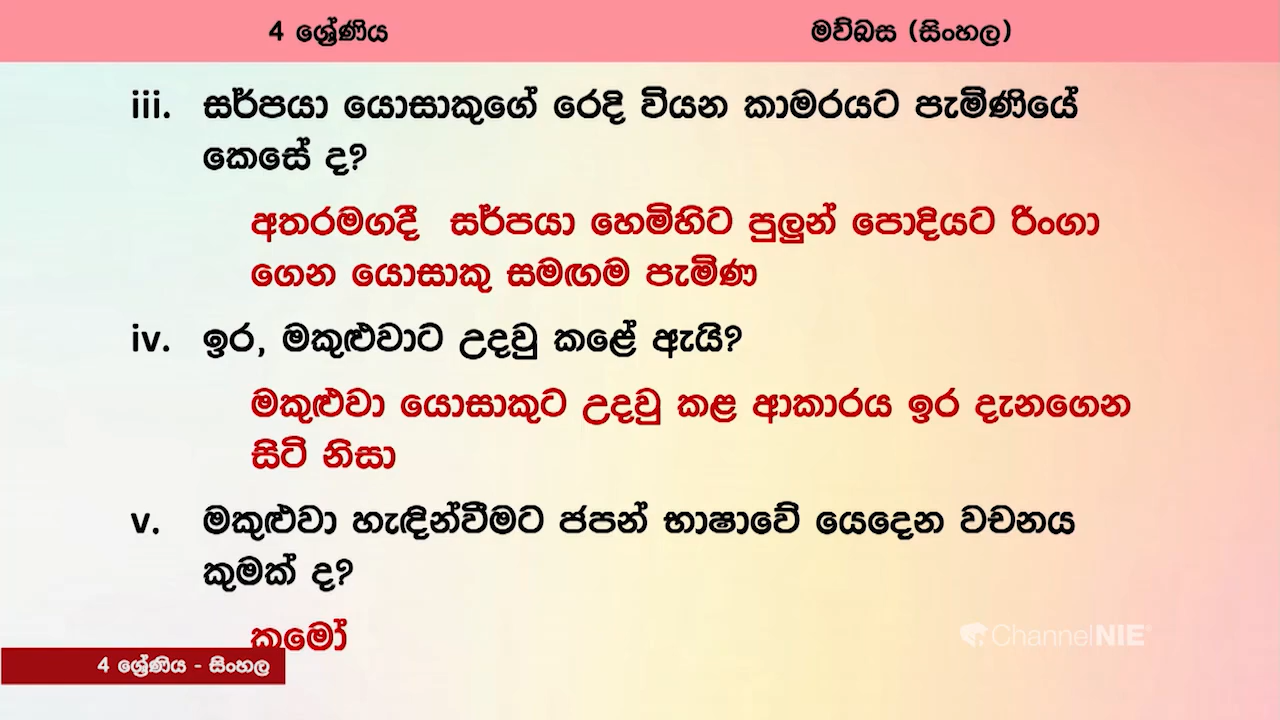 4 ශ්‍රේණිය
මව්බස (සිංහල)
iii. සර්පයා යොසාකුගේ රෙදි වියන කාමරයට පැමිණියේ
කෙසේ ද?
අතරමගදී සර්පයා හෙමිහිට පුලුන් පොදියට රිංගා
ගෙන යොසාකු සමඟම පැමිණ
iv. ඉර, මකුළුවාට උදවු කළේ ඇයි?
මකුළුවා යොසාකුට උදවු කළ ආකාරය ඉර දැනගෙන
සිටි නිසා
v. මකුළුවා හැඳින්වීමට ජපන් භාෂාවේ යෙදෙන වචනය
කුමක් ද?
කුමෝ
ChannelNIE
4 ශ්‍රේණිය - සිංහල